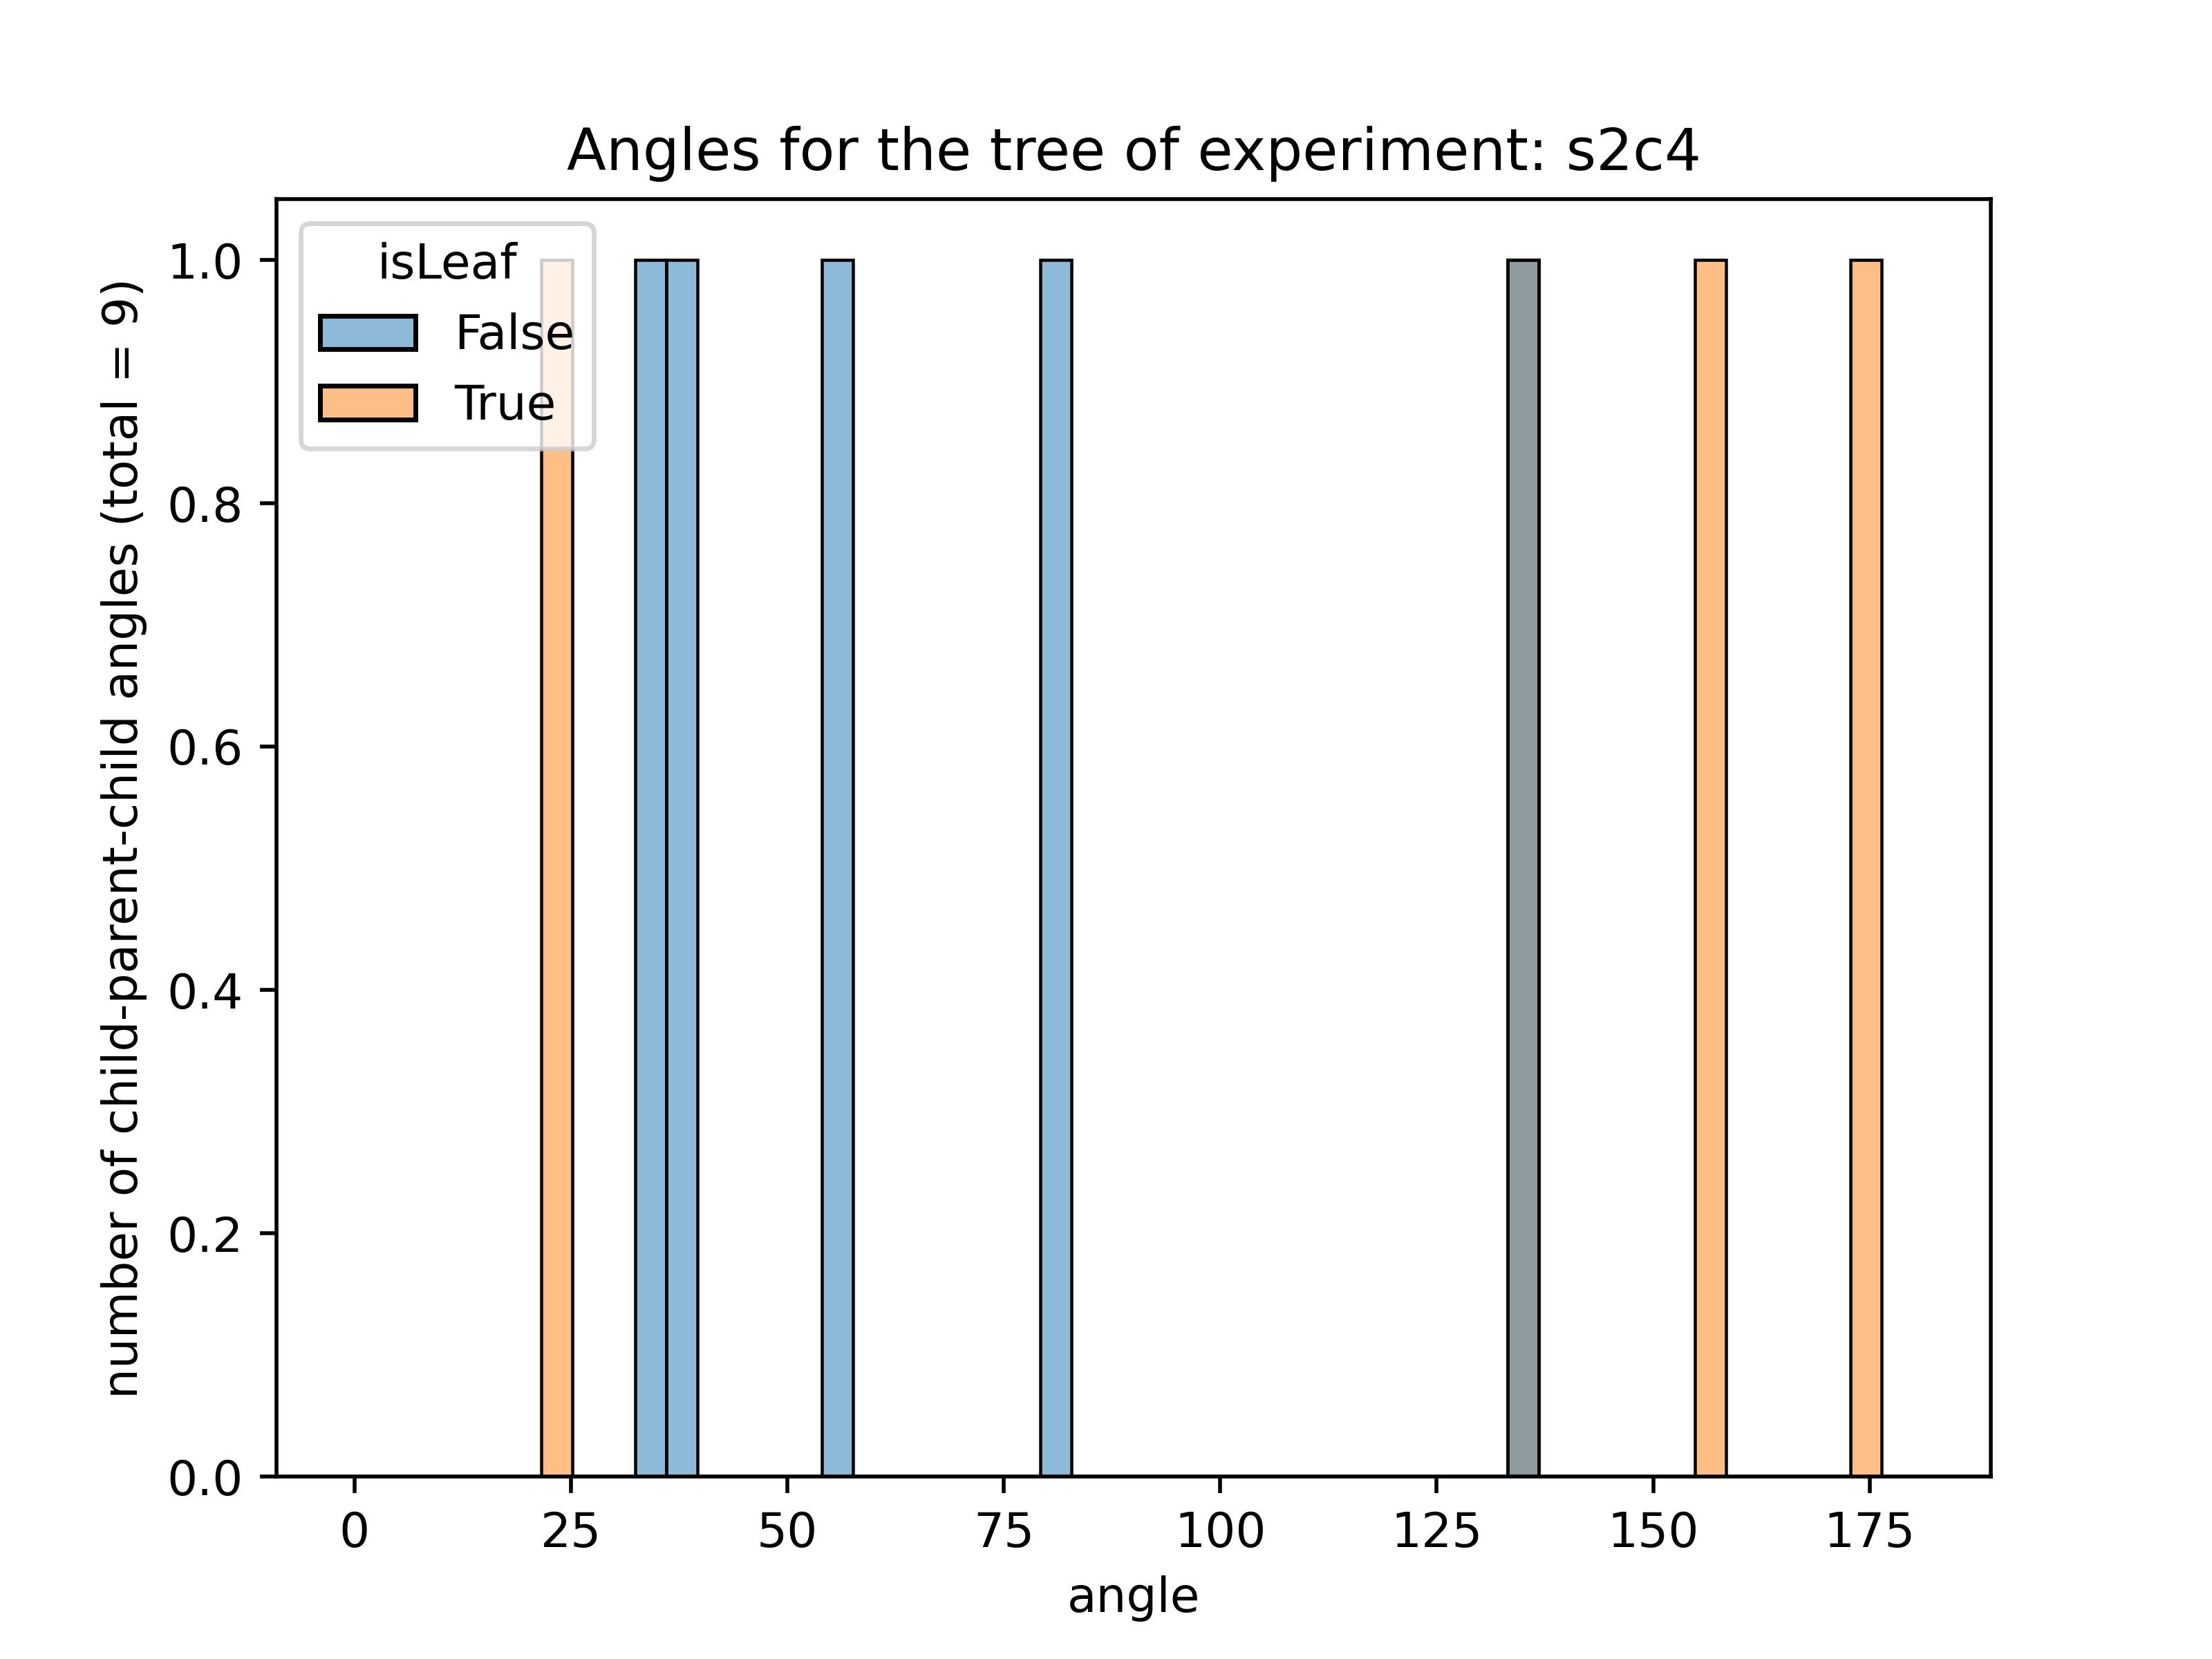 Angles for the tree of experiment: s2c4
number of child-parent-child angles (total = 9)
1.0
0.8
0.6
0.4
0.2
0.0
isLeaf
False
True
0 25 50 75 100 125 150 175
angle